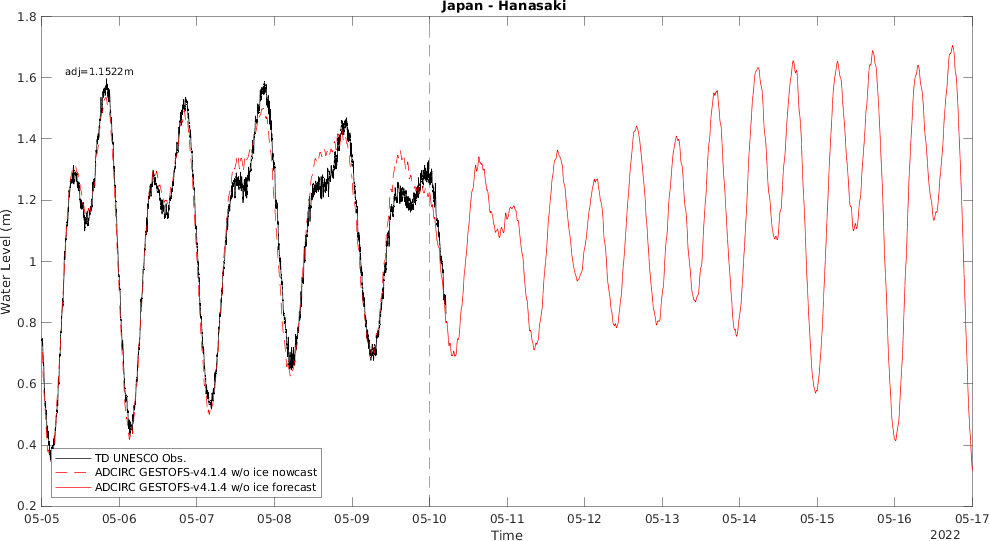 Japan - Hanasaki
adj=1.1522m
Water Level (m)
1.8
1.6
1.4
1.2
1
0.8
0.6
0.4
0.2
TD UNESCO Obs.
ADCIRC GESTOFS-v4.1.4 w/o ice nowcast
ADCIRC GESTOFS-v4.1.4 w/o ice forecast
05-05 05-06 05-07 05-08 05-09 05-10 05-11 05-12 05-13 05-14 05-15 05-16 05-17
Time
2022